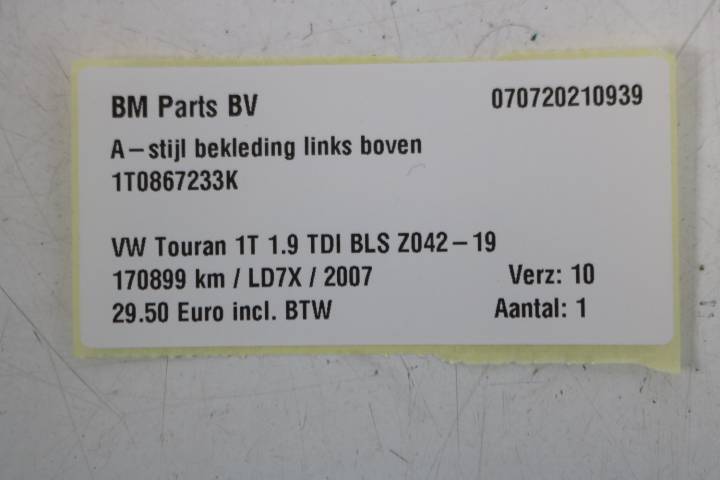 BM Parts BV 070720210939
A-stijl bekleding links boven
1T0867233K
VW Touran 1T 1.9 TDI BLS Z042-19
170899 km / LD7X / 2007 Verz: 10
29.50 Euro incl. BTW Aantal: 1